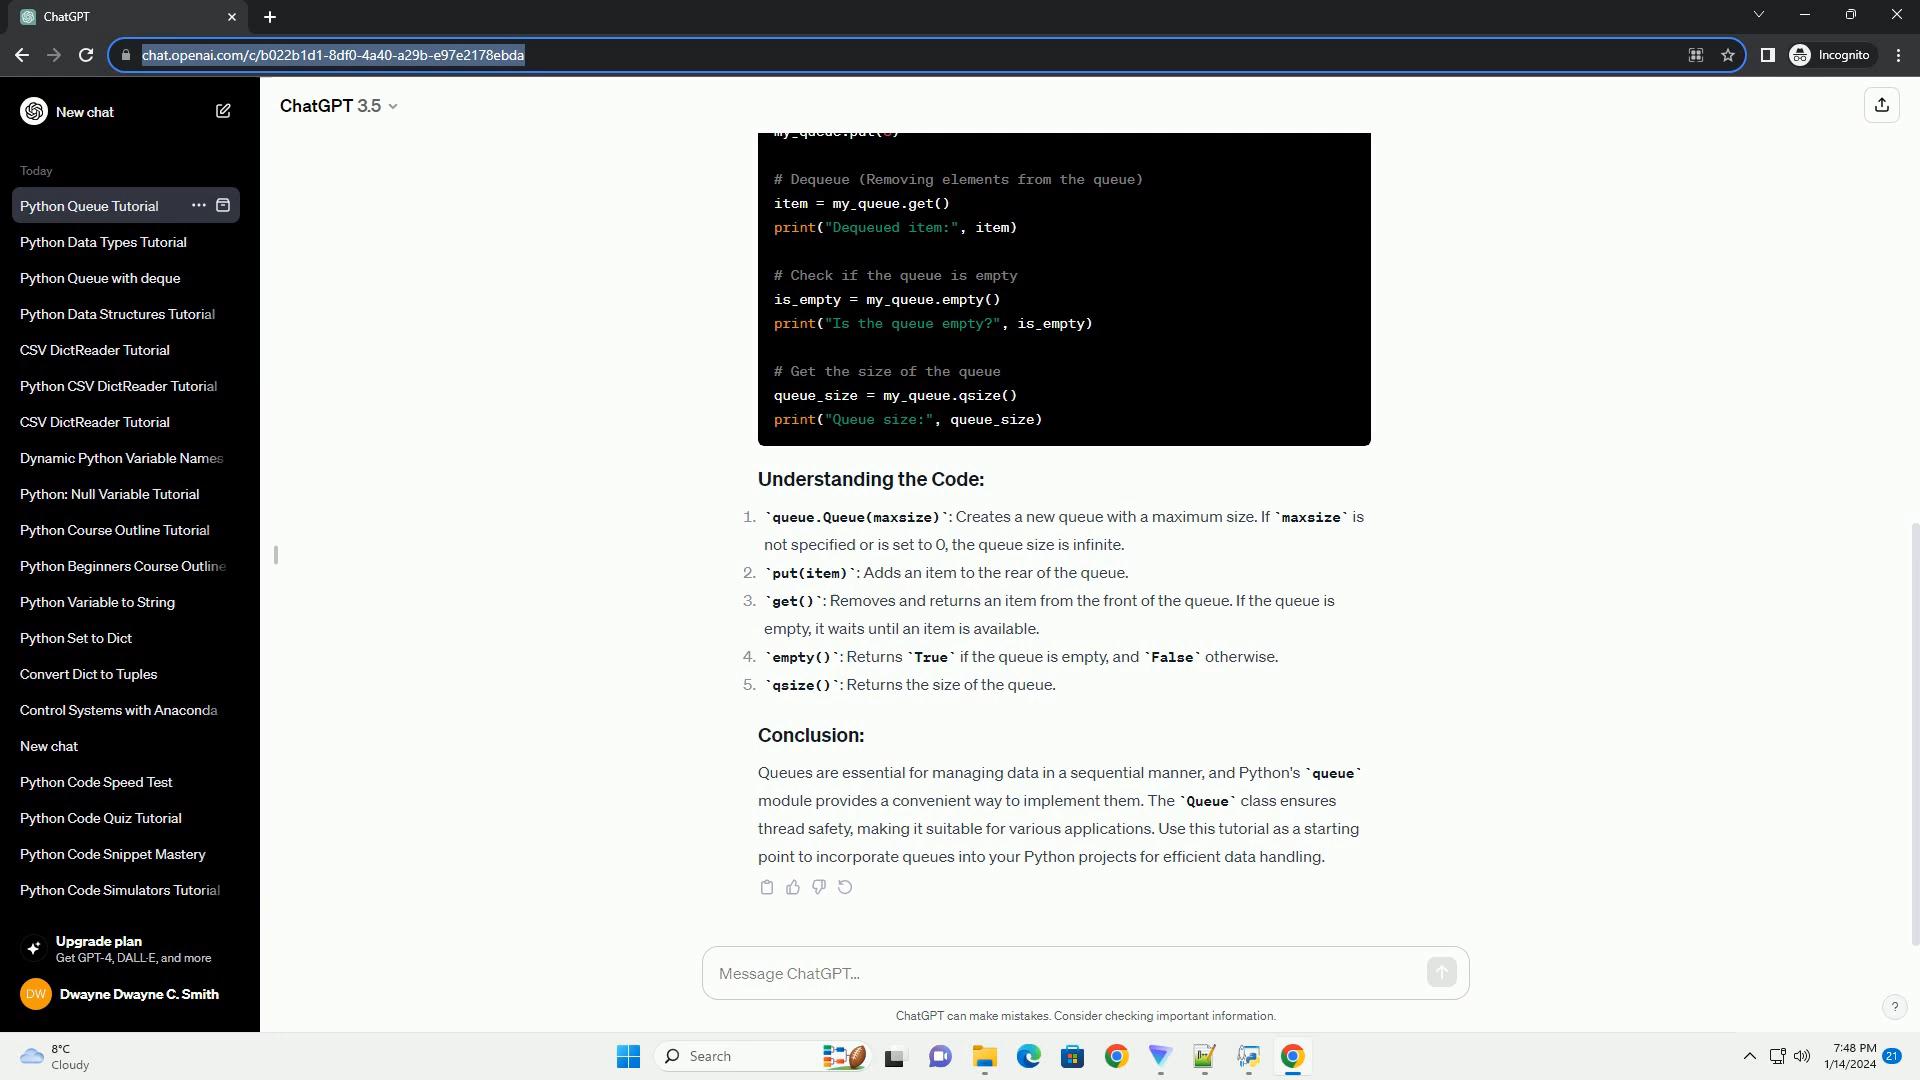 ChatGPT
chat.openai.com/c/b022b1d1-8df0-4a40-a29b-e97e2178ebda
Incognito
New chat
Today
Python Queue Tutorial
Python Data Types Tutorial
Python Queue with deque
Python Data Structures Tutorial
CSV DictReader Tutorial
Python CSV DictReader Tutorial
CSV DictReader Tutorial
Dynamic Python Variable Names
Python: Null Variable Tutorial
Python Course Outline Tutorial
Python Beginners Course Outline
Python Variable to String
Python Set to Dict
Convert Dict to Tuples
Control Systems with Anaconda
New chat
Python Code Speed Test
Python Code Quiz Tutorial
Python Code Snippet Mastery
Python Code Simulators Tutorial
Upgrade plan
Get GPT-4, DALL·E, and more
DW
Dwayne Dwayne C. Smith
ChatGPT 3.5
# Dequeue (Removing elements from the queue)
item = my_queue.get()
print("Dequeued item:", item)
# Check if the queue is empty
is_empty = my_queue.empty()
print("Is the queue empty?", is_empty)
# Get the size of the queue
queue_size = my_queue.qsize()
print("Queue size:", queue_size)
Understanding the Code:
1. `queue.Queue(maxsize)`: Creates a new queue with a maximum size. If `maxsize` is
not specified or is set to 0, the queue size is infinite.
2. `put(item)`: Adds an item to the rear of the queue.
3. `get()`: Removes and returns an item from the front of the queue. If the queue is
empty, it waits until an item is available.
4. `empty()`: Returns `True` if the queue is empty, and `False` otherwise.
5. `qsize()`: Returns the size of the queue.
Conclusion:
Queues are essential for managing data in a sequential manner, and Python's `queue`
module provides a convenient way to implement them. The `Queue` class ensures
thread safety, making it suitable for various applications. Use this tutorial as a starting
point to incorporate queues into your Python projects for efficient data handling.
Message ChatGPT...
ChatGPT can make mistakes. Consider checking important information.
?
8°C
Cloudy
Search
7:48 PM
1/14/2024
21